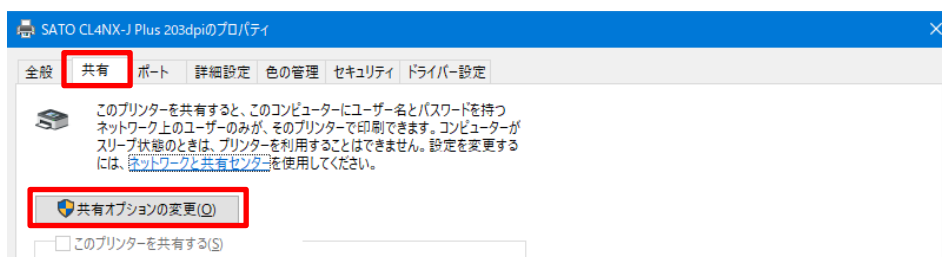 SATO CL4NX-J Plus 203dpiのプロパティ
全般 共有 ポート 詳細設定 色の管理 セキュリティ ドライバー設定
このプリンターを共有すると、このコンピューターにユーザー名とパスワードを持つ
ネットワーク上のユーザーのみが、そのプリンターで印刷できます。コンピューターが
スリープ状態のときは、プリンターを利用することはできません。設定を変更する
には、ネットワークと共有センターを使用してください。
共有オプションの変更(O)
このプリンターを共有する(S)